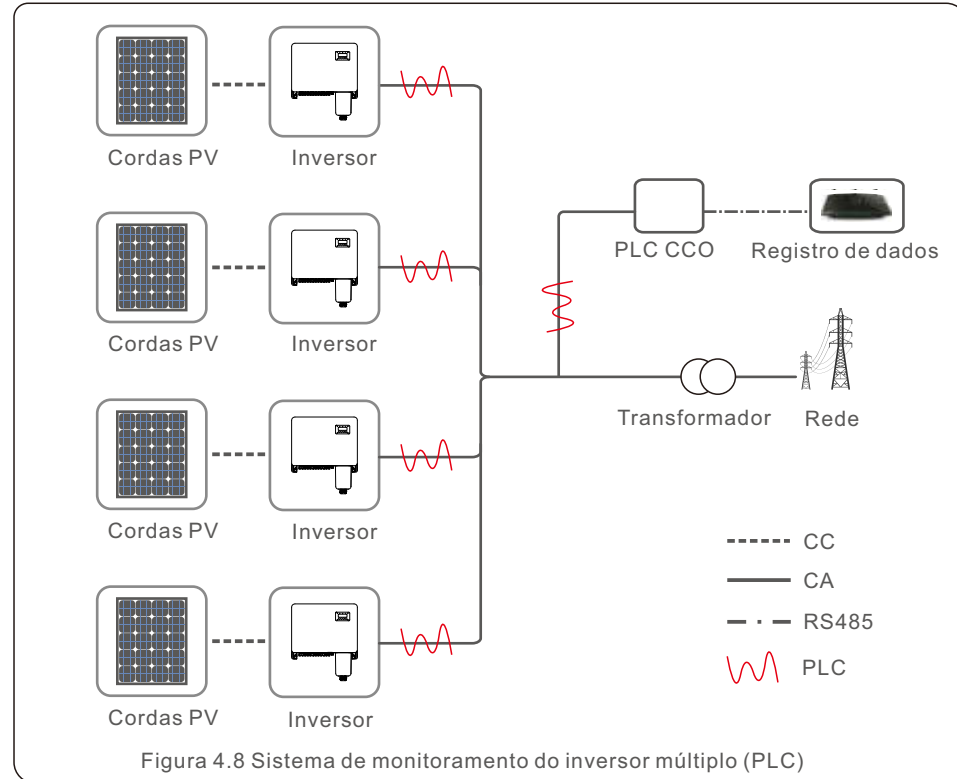 Cordas PV
Inversor
PLC CCO
Registro de dados
Cordas PV
Inversor
Transformador
Rede
Cordas PV
Inversor
CC
CA
RS485
PLC
Cordas PV
Inversor
Figura 4.8 Sistema de monitoramento do inversor múltiplo (PLC)